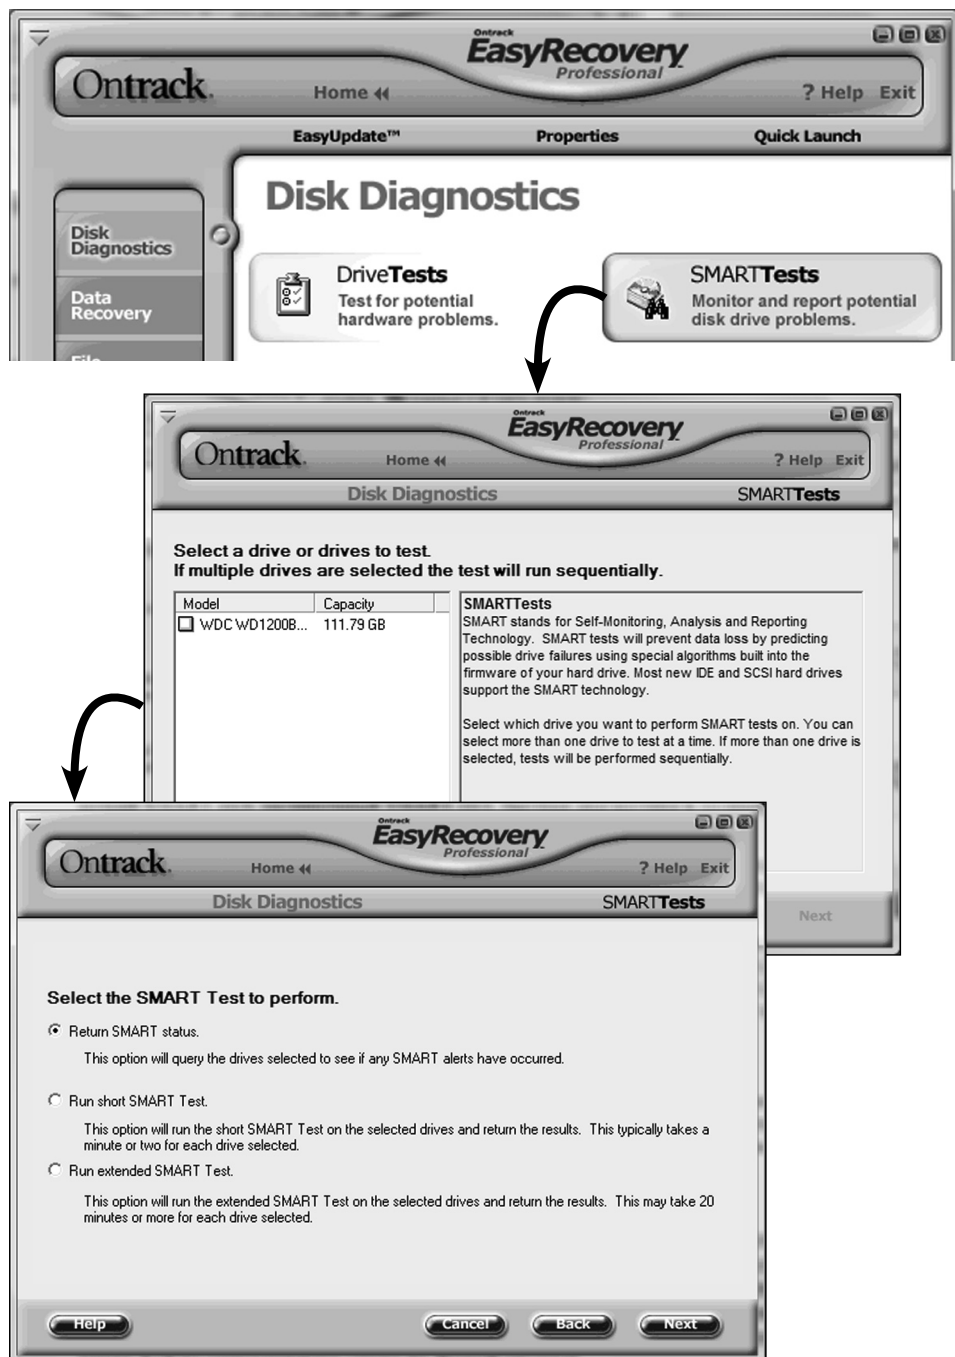 Ontrack
EasyRecovery
Professional
Ontrack.
Home
? Help Exit
EasyUpdate™ Properties Quick Launch
Disk Diagnostics
Disk
Diagnostics
Data
Recovery
File
DriveTests
Test for potential
hardware problems.
SMARTTests
Monitor and report potential
disk drive problems.
Ontrack
EasyRecovery
Professional
Ontrack.
Home
? Help Exit
Disk Diagnostics SMARTTests
Select a drive or drives to test.
If multiple drives are selected the test will run sequentially.
Model Capacity
WDC WD1200B... 111.79 GB
SMARTTests
SMART stands for Self-Monitoring, Analysis and Reporting
Technology. SMART tests will prevent data loss by predicting
possible drive failures using special algorithms built into the
firmware of your hard drive. Most new IDE and SCSI hard drives
support the SMART technology.
Select which drive you want to perform SMART tests on. You can
select more than one drive to test at a time. If more than one drive is
selected, tests will be performed sequentially.
Next
Ontrack
EasyRecovery
Professional
Ontrack.
Home
? Help Exit
Disk Diagnostics SMARTTests
Select the SMART Test to perform.
Return SMART status.
This option will query the drives selected to see if any SMART alerts have occurred.
Run short SMART Test.
This option will run the short SMART Test on the selected drives and return the results. This typically takes a
minute or two for each drive selected.
Run extended SMART Test.
This option will run the extended SMART Test on the selected drives and return the results. This may take 20
minutes or more for each drive selected.
Help Cancel Back Next